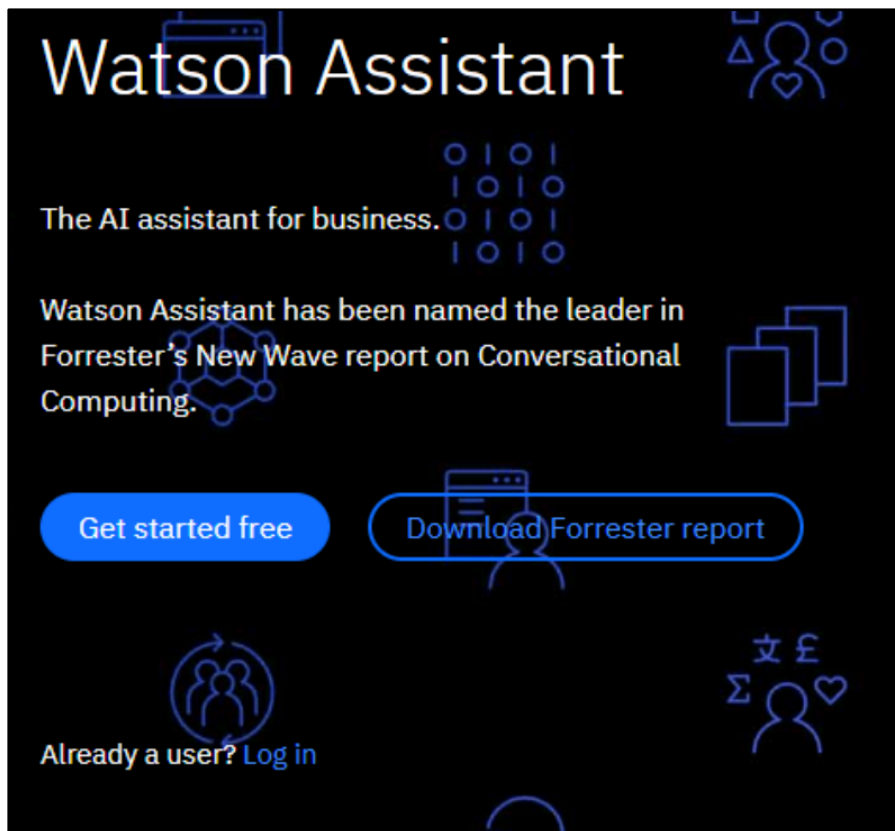 Watson Assistant
The AI assistant for business.
Watson Assistant has been named the leader in
Forrester's New Wave report on Conversational
Computing.
Get started free
Download Forrester report
Already a user? Log in